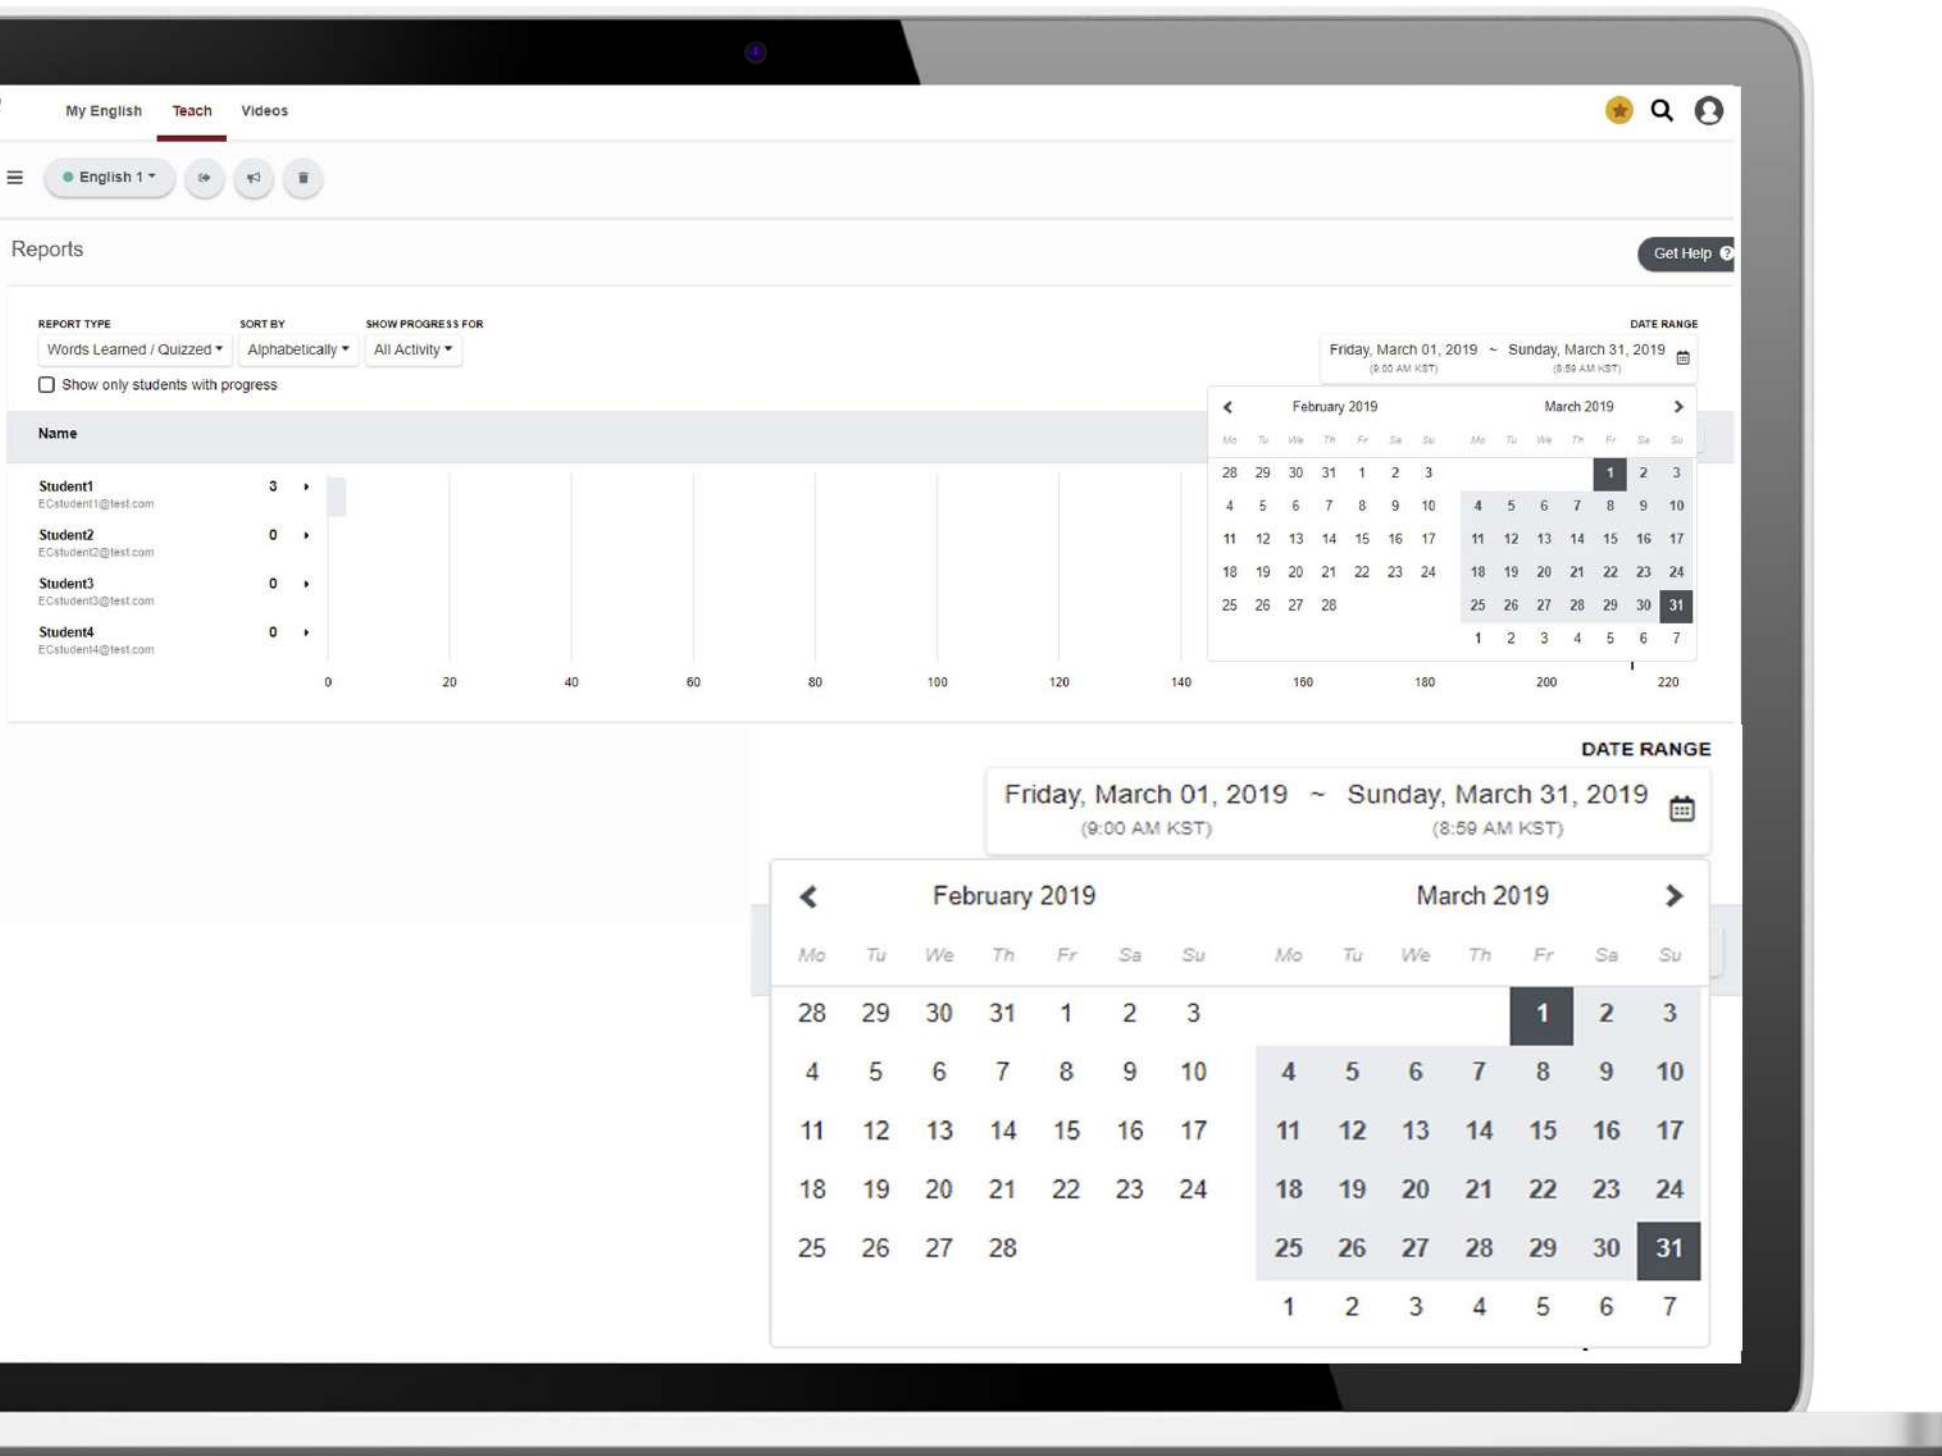 My English Teach Videos
English 1
Reports
Get Help ?
REPORT TYPE SORT BY SHOW PROGRESS FOR DATE RANGE
Words Learned / Quizzed Alphabetically All Activity Friday, March 01, 2019 ~ Sunday, March 31, 2019
(9:00 AM KST) (8:59 AM KST)
Show only students with progress
February 2019 March 2019
Name
Mo Tu We Th Fr Sa Su Mo Tu We Th Fr Sa Su
28 29 30 31 1 2 3 1 2 3
Student1 3
ECstudent1@test.com
4 5 6 7 8 9 10 4 5 6 7 8 9 10
Student2 0
ECstudent2@test.com
11 12 13 14 15 16 17 11 12 13 14 15 16 17
18 19 20 21 22 23 24 18 19 20 21 22 23 24
Student3 0
ECstudent3@test.com
25 26 27 28 25 26 27 28 29 30 31
Student4 0
ECstudent4@test.com
1 2 3 4 5 6 7
0 20 40 60 80 100 120 140 160 180 200 220
DATE RANGE
Friday, March 01, 2019 ~ Sunday, March 31, 2019
(9:00 AM KST) (8:59 AM KST)
February 2019 March 2019
Mo Tu We Th Fr Sa Su Mo Tu We Th Fr Sa Su
28 29 30 31 1 2 3 1 2 3
4 5 6 7 8 9 10 4 5 6 7 8 9 10
11 12 13 14 15 16 17 11 12 13 14 15 16 17
18 19 20 21 22 23 24 18 19 20 21 22 23 24
25 26 27 28 25 26 27 28 29 30 31
1 2 3 4 5 6 7